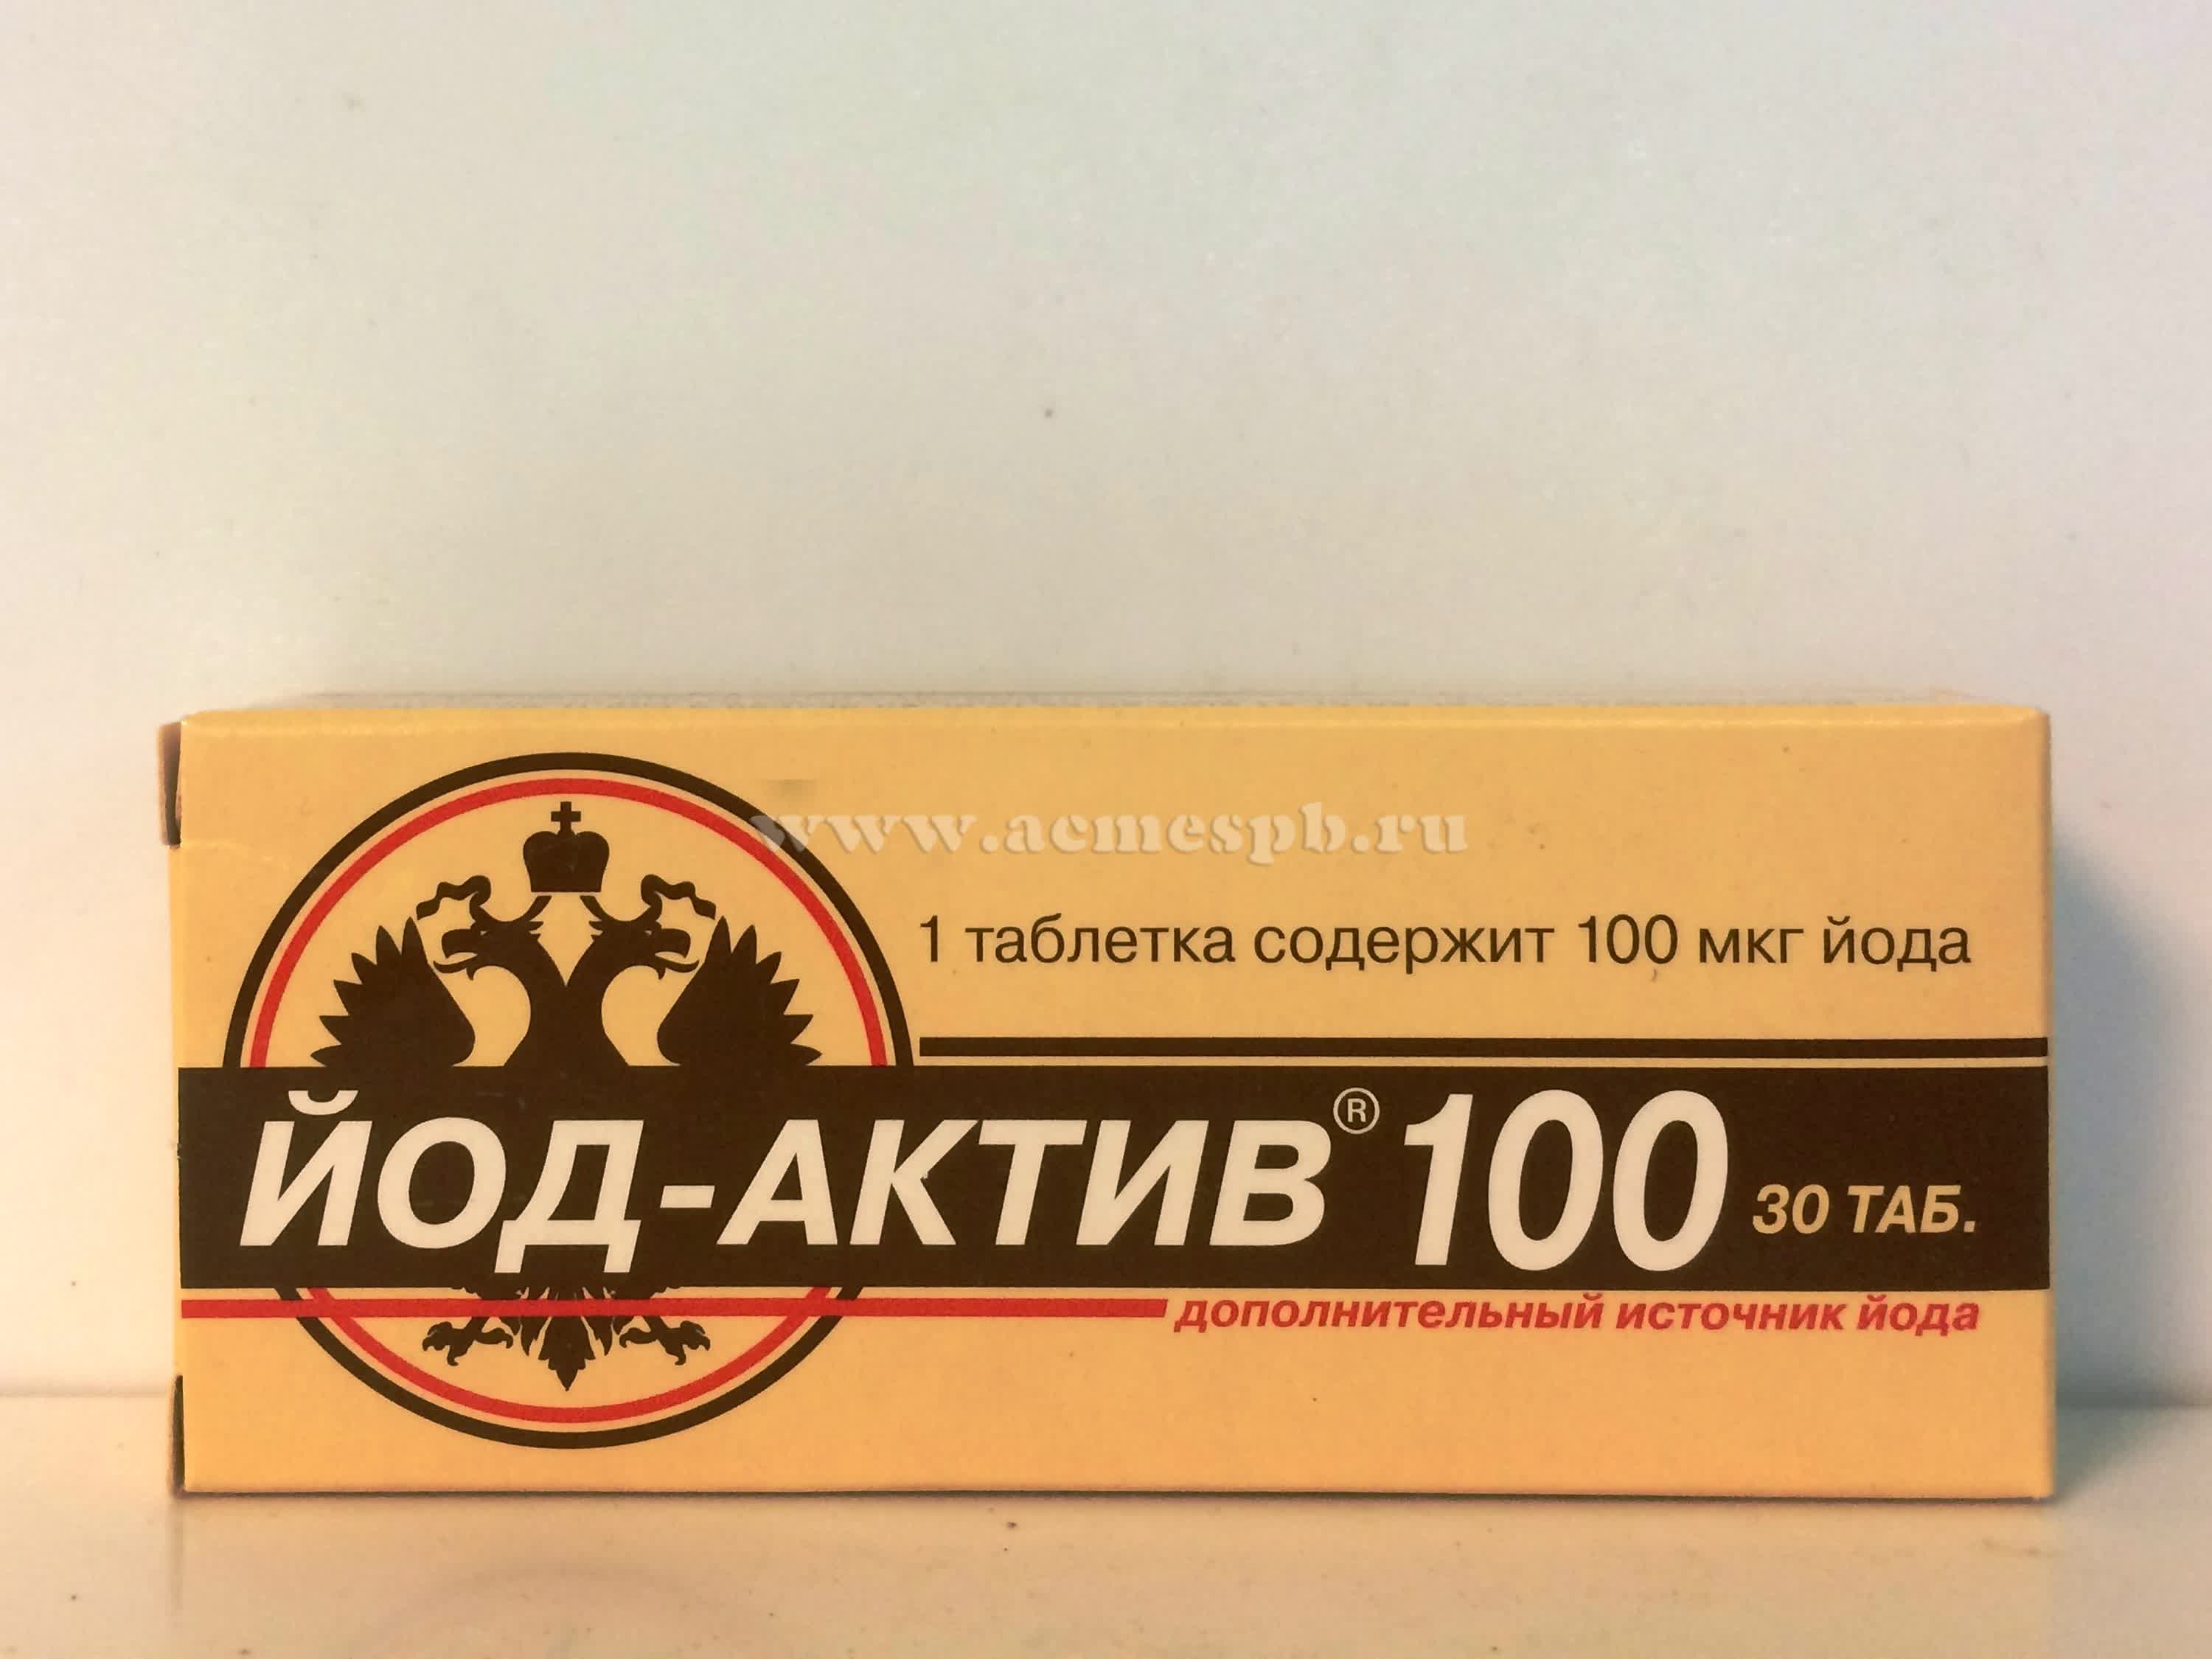 www.acmespb.ru
1 таблетка содержит 100 мкг йода
ЙОД-АКТИВ® 100 30 ТАБ.
дополнительный источник йода